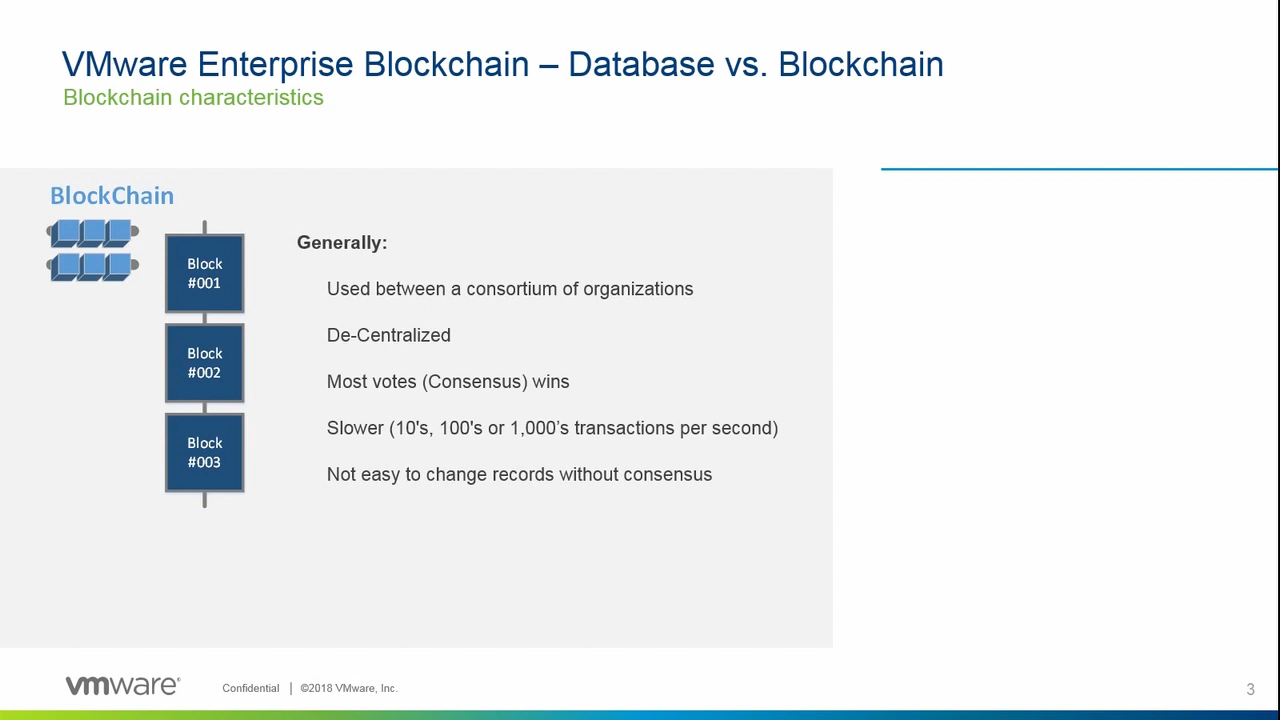 VMware Enterprise Blockchain – Database vs. Blockchain
Blockchain characteristics
BlockChain
Block
#001
Block
#002
Block
#003
Generally:
Used between a consortium of organizations
De-Centralized
Most votes (Consensus) wins
Slower (10's, 100's or 1,000’s transactions per second)
Not easy to change records without consensus
vmware®
Confidential | ©2018 VMware, Inc.
3